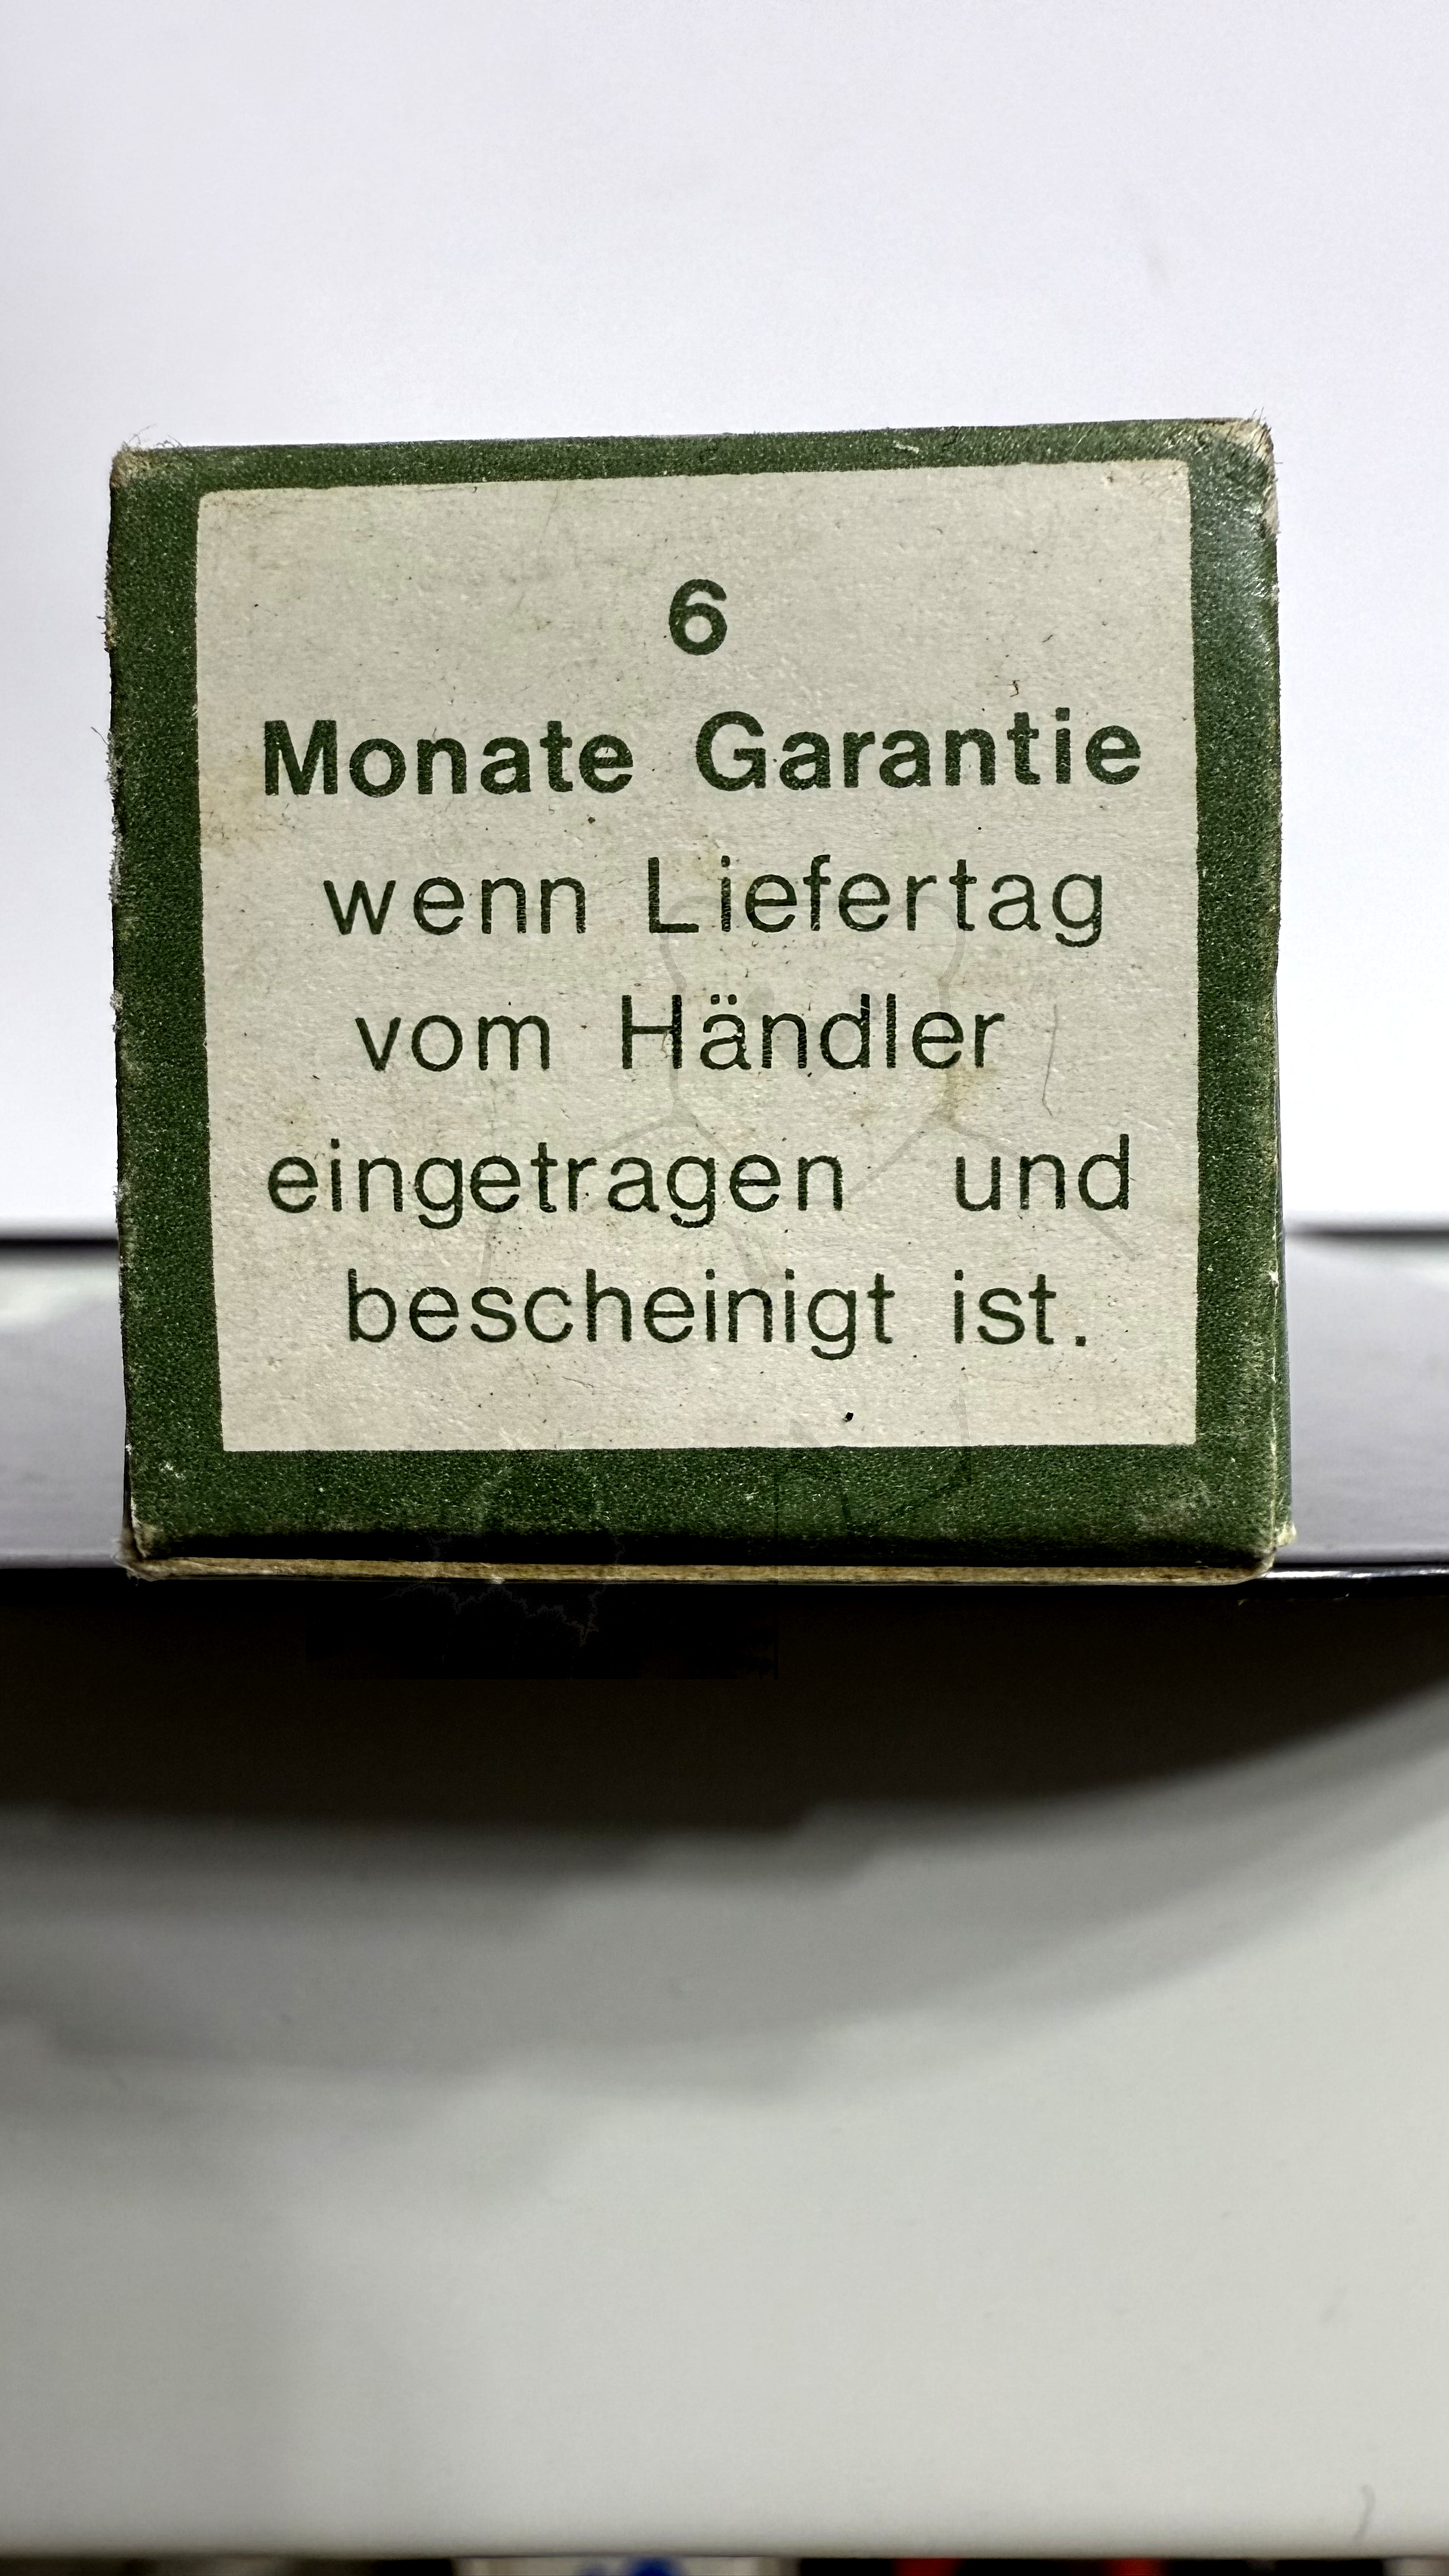 6
Monate Garantie
wenn Liefertag
vom Händler
eingetragen und
bescheinigt ist.